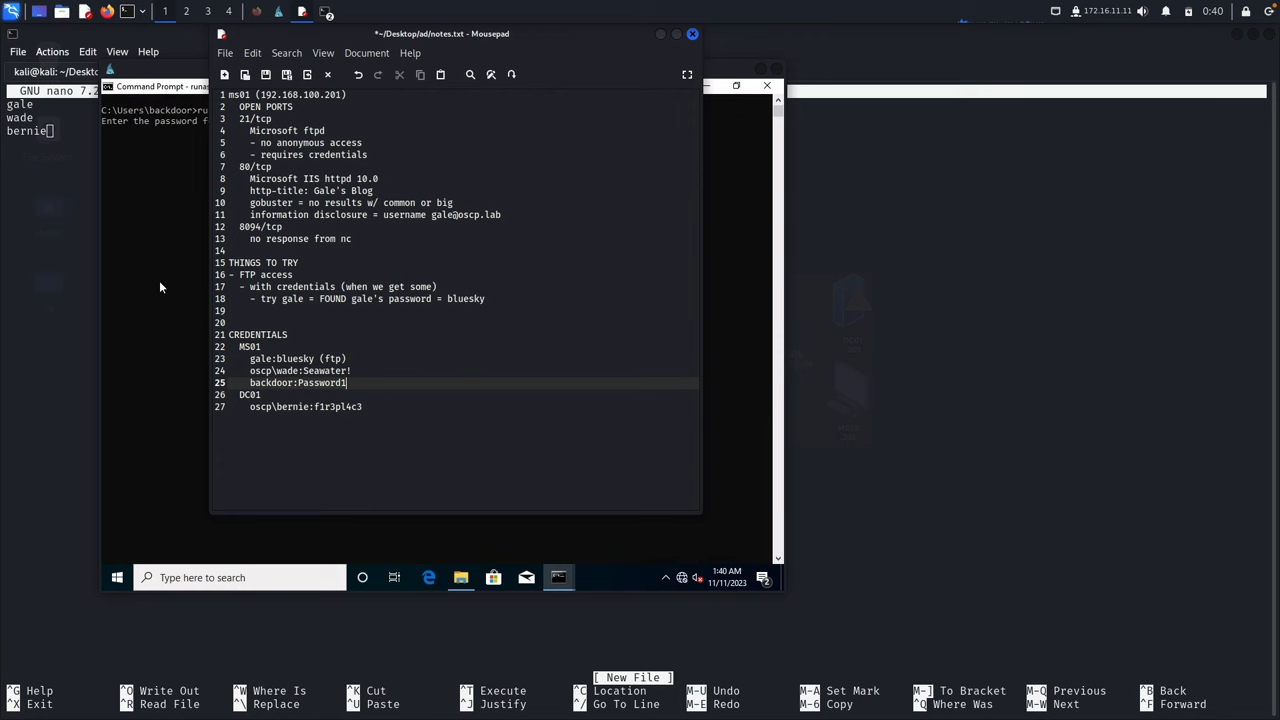 1 2 3 4 2 172.16.11.11 0:40
*~/Desktop/ad/notes.txt - Mousepad
File Actions Edit View Help
File Edit Search View Document Help
kali@kali: ~/Deskto
GNU nano 7.2
gale
wade
bernie
Command Prompt - runas
C:\Users\backdoor>ru
Enter the password f
1 ms01 (192.168.100.201)
2 OPEN PORTS
3 21/tcp
4 Microsoft ftpd
5 - no anonymous access
6 - requires credentials
7 80/tcp
8 Microsoft IIS httpd 10.0
9 http-title: Gale's Blog
10 gobuster = no results w/ common or big
11 information disclosure = username gale@oscp.lab
12 8094/tcp
13 no response from nc
14
15 THINGS TO TRY
16 - FTP access
17 - with credentials (when we get some)
18 - try gale = FOUND gale's password = bluesky
19
20
21 CREDENTIALS
22 MS01
23 gale:bluesky (ftp)
24 oscp\wade:Seawater!
25 backdoor:Password1
26 DC01
27 oscp\bernie:f1r3pl4c3
Type here to search
1:40 AM
11/11/2023
2
[ New File ]
^G Help ^O Write Out ^W Where Is ^K Cut ^T Execute ^C Location M-U Undo M-A Set Mark M-] To Bracket M-Q Previous ^B Back
^X Exit ^R Read File ^\ Replace ^U Paste ^J Justify ^/ Go To Line M-E Redo M-6 Copy ^Q Where Was M-W Next ^F Forward